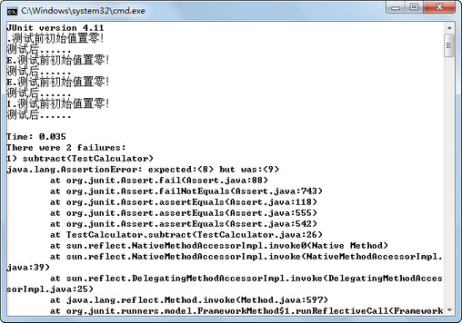 C:\Windows\system32\cmd.exe
JUnit version 4.11
.测试前初始值置零!
测试后......
E.测试前初始值置零!
测试后......
E.测试前初始值置零!
测试后......
I.测试前初始值置零!
测试后......
Time: 0.035
There were 2 failures:
1) subtract(TestCalculator)
java.lang.AssertionError: expected:<8> but was:<9>
at org.junit.Assert.fail(Assert.java:88)
at org.junit.Assert.failNotEquals(Assert.java:743)
at org.junit.Assert.assertEquals(Assert.java:118)
at org.junit.Assert.assertEquals(Assert.java:555)
at org.junit.Assert.assertEquals(Assert.java:542)
at TestCalculator.subtract(TestCalculator.java:26)
at sun.reflect.NativeMethodAccessorImpl.invoke0(Native Method)
at sun.reflect.NativeMethodAccessorImpl.invoke(NativeMethodAccessorImpl.
java:39)
at sun.reflect.DelegatingMethodAccessorImpl.invoke(DelegatingMethodAcces
sorImpl.java:25)
at java.lang.reflect.Method.invoke(Method.java:597)
at org.junit.runners.model.FrameworkMethod$1.runReflectiveCall(Framework